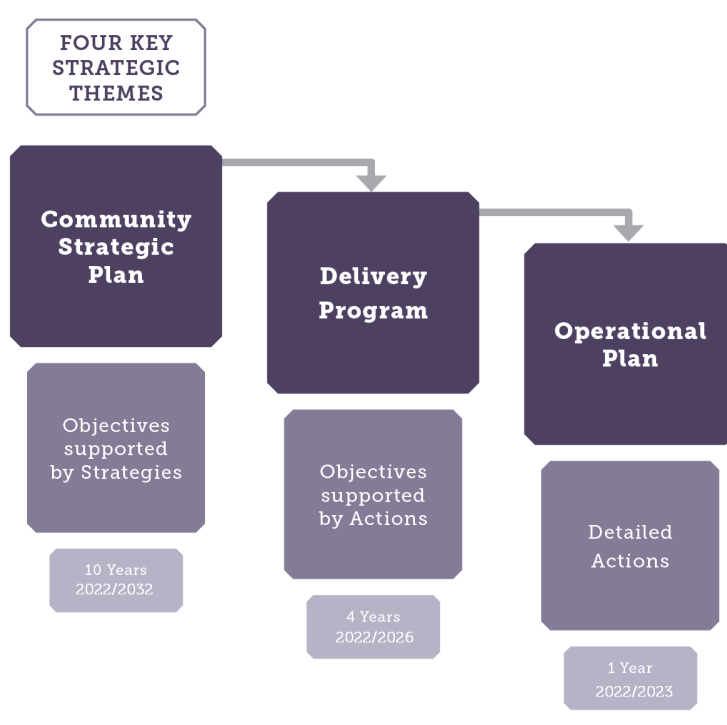 FOUR KEY
STRATEGIC
THEMES
Community
Strategic
Plan
Objectives
supported
by Strategies
10 Years
2022/2032
Delivery
Program
Objectives
supported
by Actions
4 Years
2022/2026
Operational
Plan
Detailed
Actions
1 Year
2022/2023